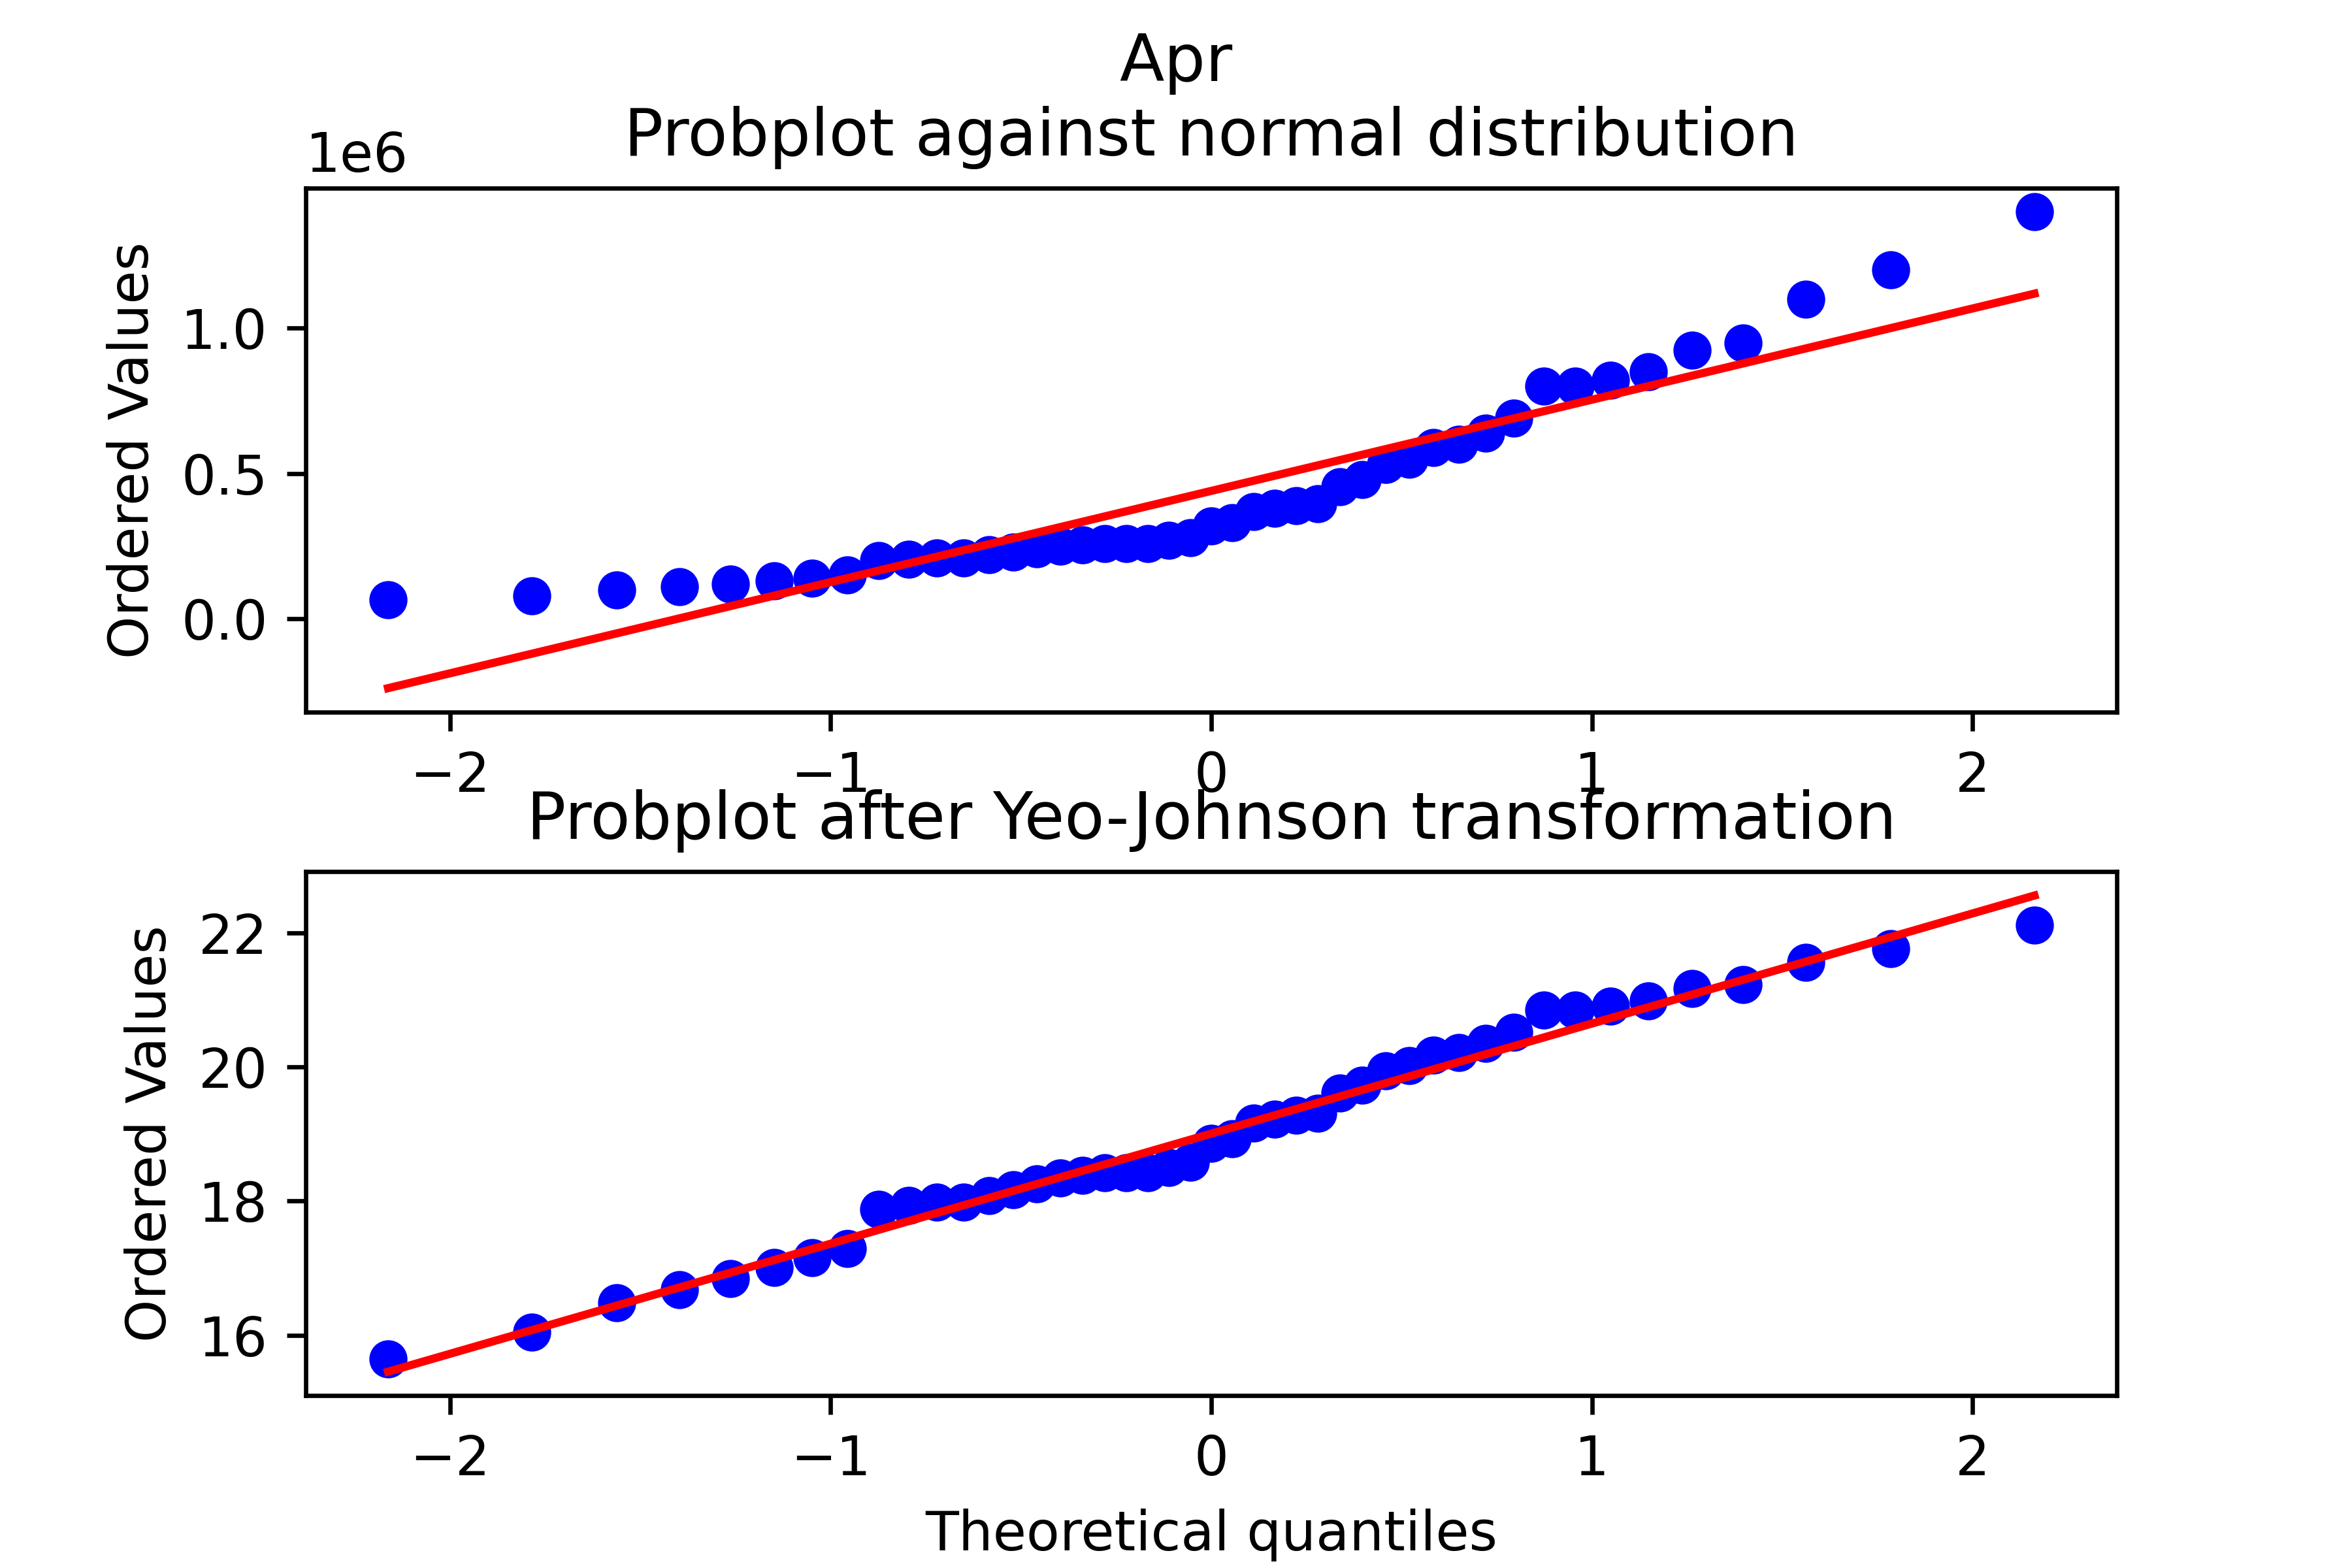 Apr
Probplot against normal distribution
1e6
Ordered Values
1.0
0.5
0.0
−2 −1 0 1 2
Probplot after Yeo-Johnson transformation
Ordered Values
22
20
18
16
−2 −1 0 1 2
Theoretical quantiles